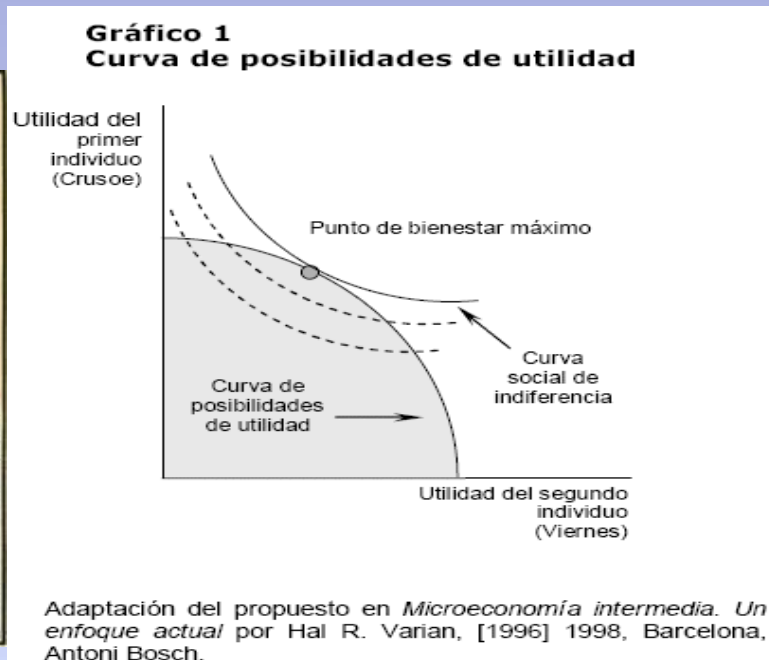 Gráfico 1
Curva de posibilidades de utilidad
Utilidad del
primer
individuo
(Crusoe)
Punto de bienestar máximo
Curva
social de
indiferencia
Curva de
posibilidades
de utilidad
Utilidad del segundo
individuo
(Viernes)
Adaptación del propuesto en Microeconomía intermedia. Un
enfoque actual por Hal R. Varian, [1996] 1998, Barcelona,
Antoni Bosch.